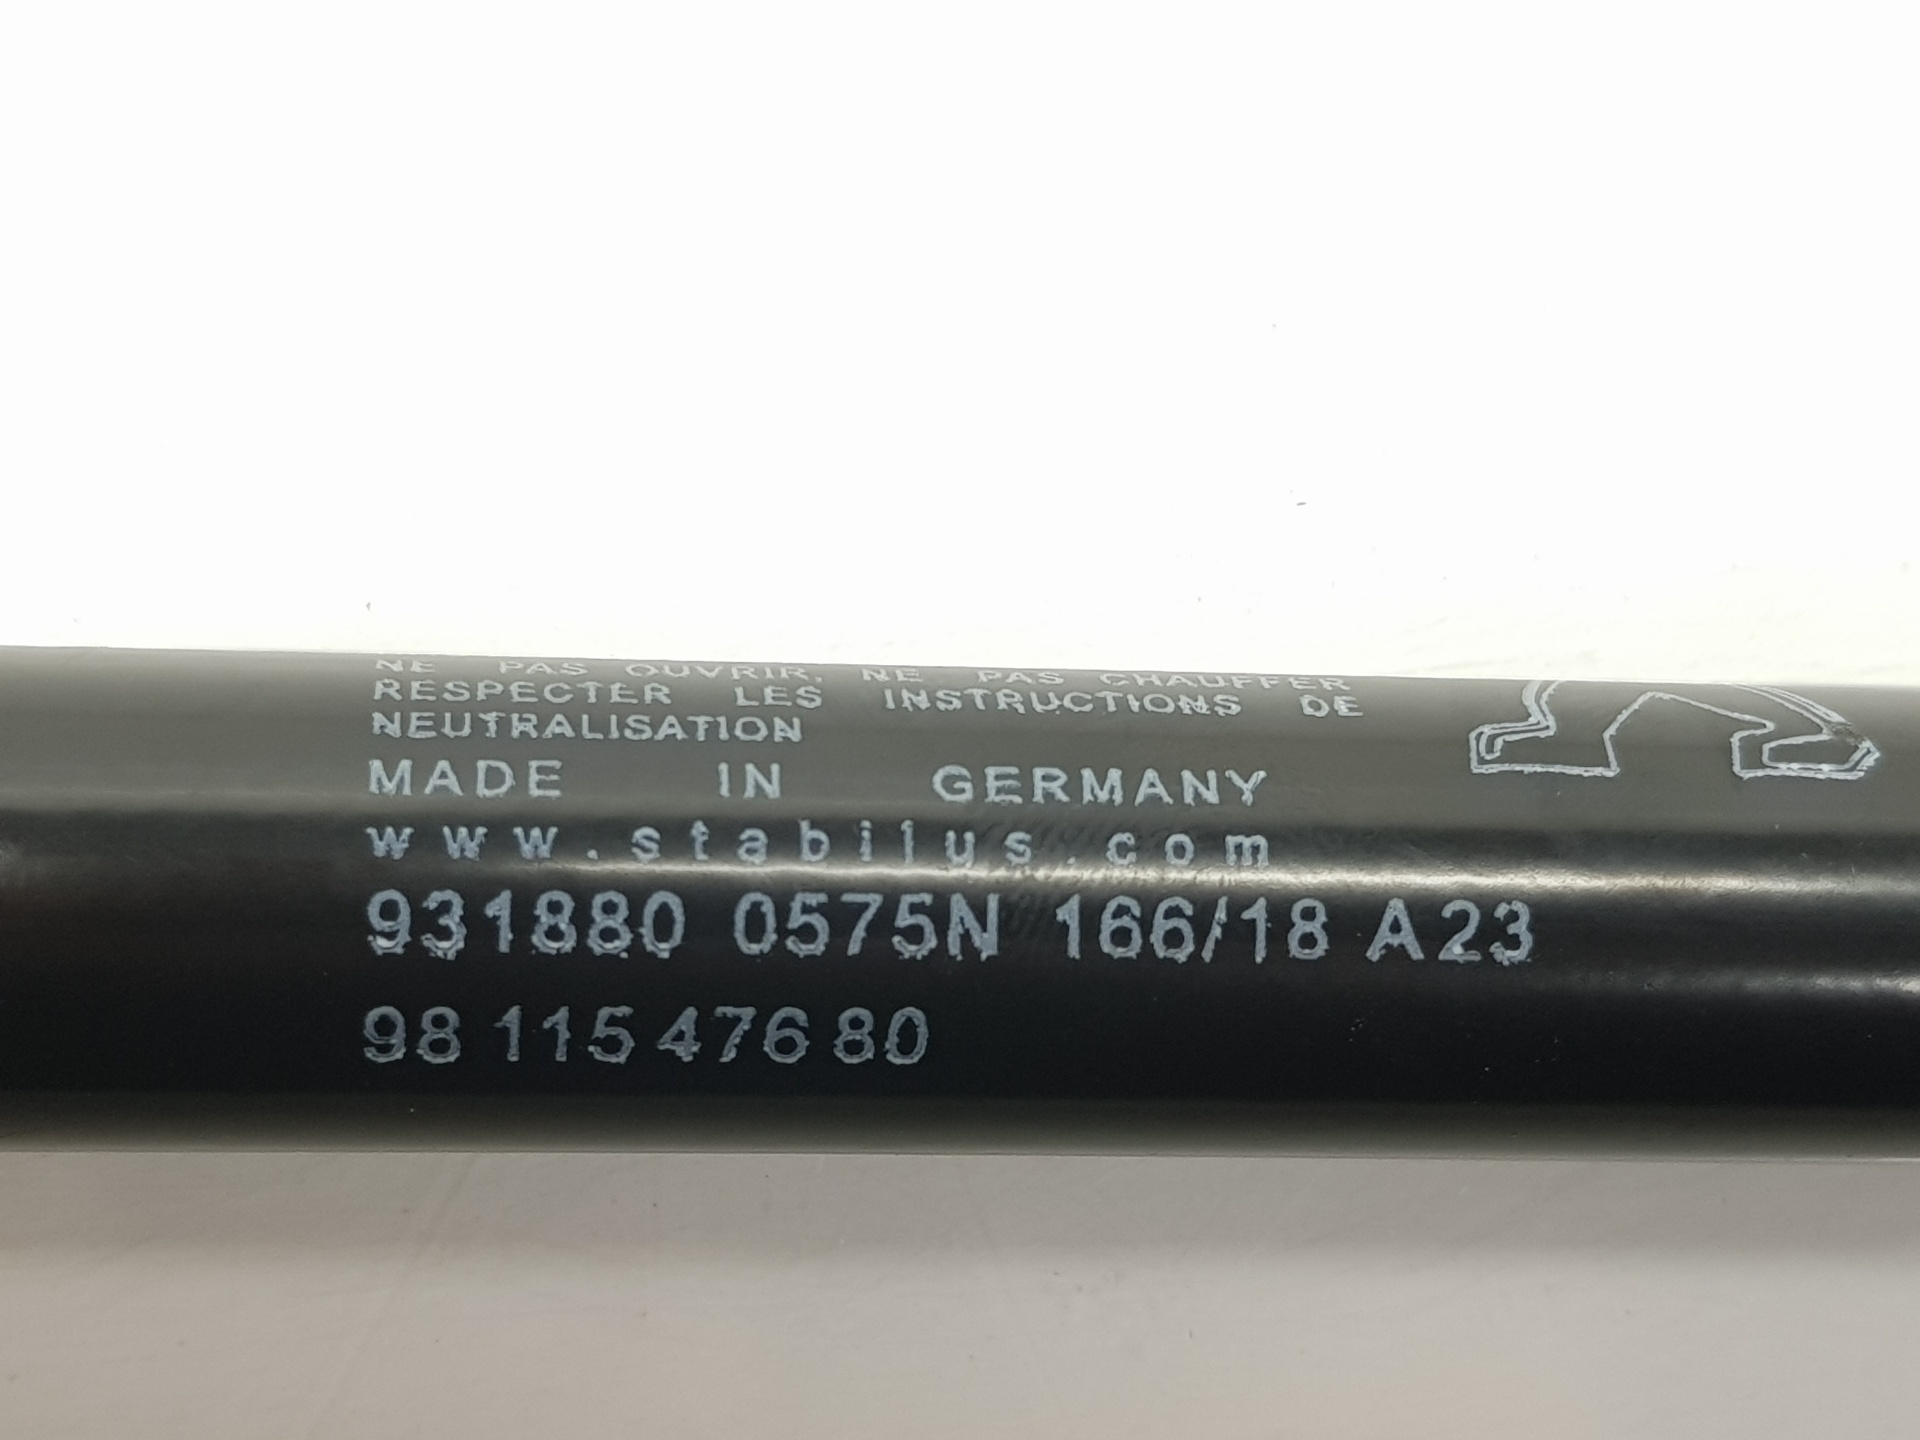 NE PAS OUVRIR, NE PAS CHAUFFER
RESPECTER LES INSTRUCTIONS DE
NEUTRALISATION
MADE IN GERMANY
www.stabilus.com
931880 0575N 166/18 A23
98 115 476 80